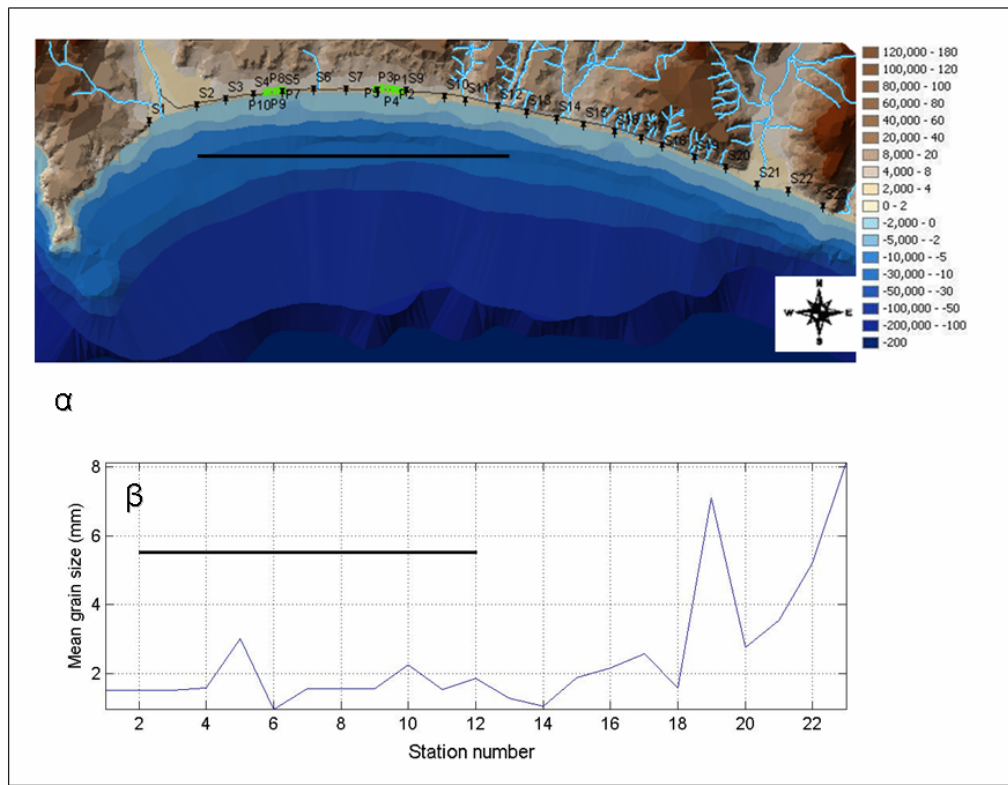 120,000 - 180
100,000 - 120
80,000 - 100
60,000 - 80
40,000 - 60
20,000 - 40
8,000 - 20
4,000 - 8
2,000 - 4
0 - 2
-2,000 - 0
-5,000 - -2
-10,000 - -5
-30,000 - -10
-50,000 - -30
-100,000 - -50
-200,000 - -100
-200
S1 S2 S3 S4 P8 S5 S6 S7 P3 P1 S9 S10 S11 S12 S13 S14 S15 S20 S21 S22
P10 P9 P7 P4 P2
N
W E
S
α
β
Mean grain size (mm)
8
6
4
2
2 4 6 8 10 12 14 16 18 20 22
Station number